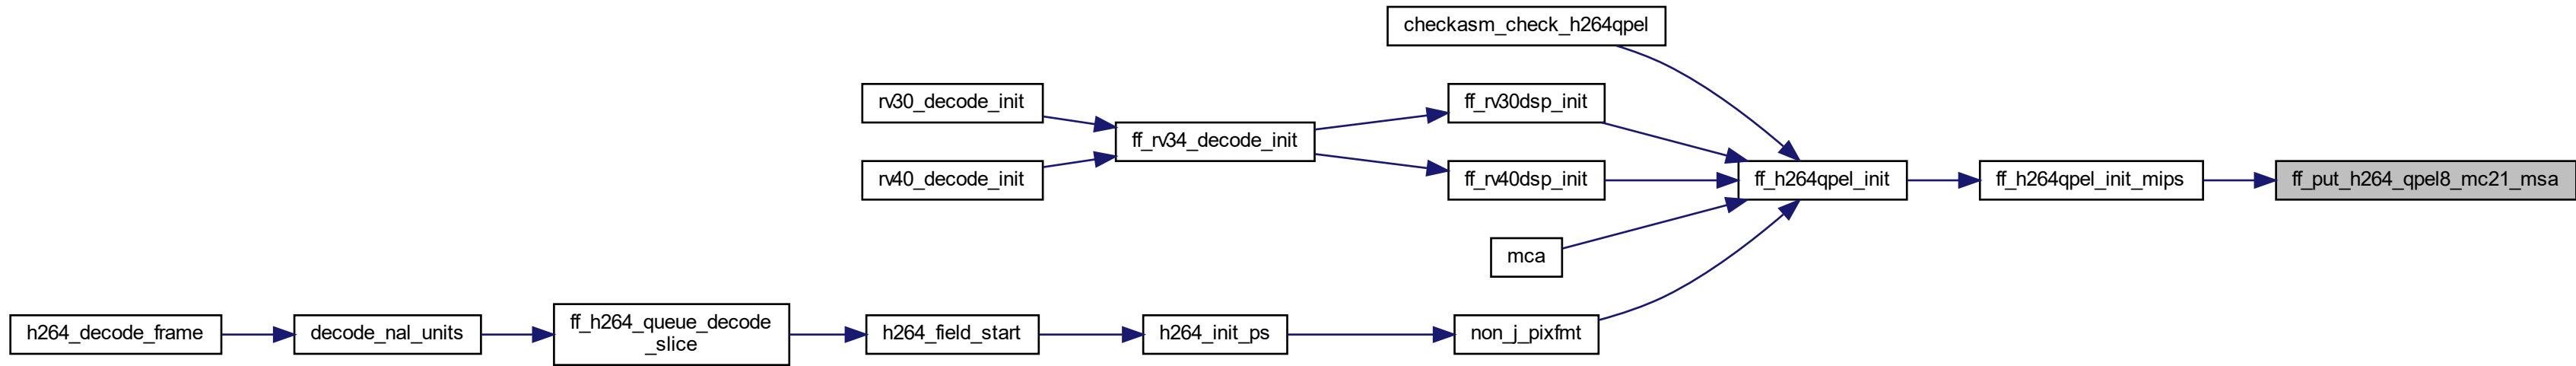 checkasm_check_h264qpel
rv30_decode_init
ff_rv30dsp_init
ff_rv34_decode_init
rv40_decode_init
ff_rv40dsp_init
ff_h264qpel_init
ff_h264qpel_init_mips
ff_put_h264_qpel8_mc21_msa
mca
h264_decode_frame
decode_nal_units
ff_h264_queue_decode
_slice
h264_field_start
h264_init_ps
non_j_pixfmt